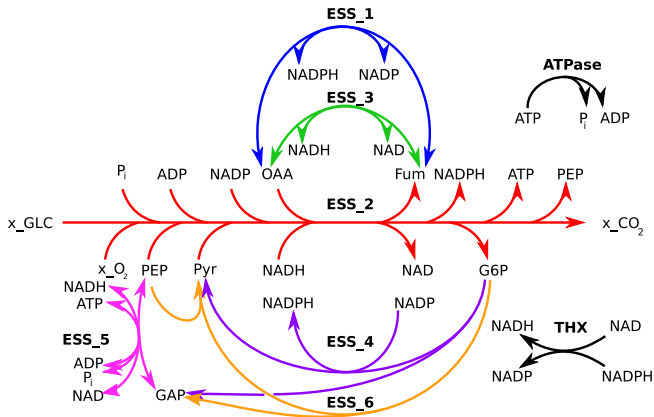 ESS_1
ATPase
NADPH NADP
ESS_3
ATP Pi ADP
NADH NAD
Pi ADP NADP OAA Fum NADPH ATP PEP
ESS_2
x_GLC x_CO2
x_O2 PEP Pyr NADH NAD G6P
NADH
ATP NADPH NADP
ESS_5 ESS_4 NADH THX NAD
ADP
Pi
NAD GAP NADP NADPH
ESS_6